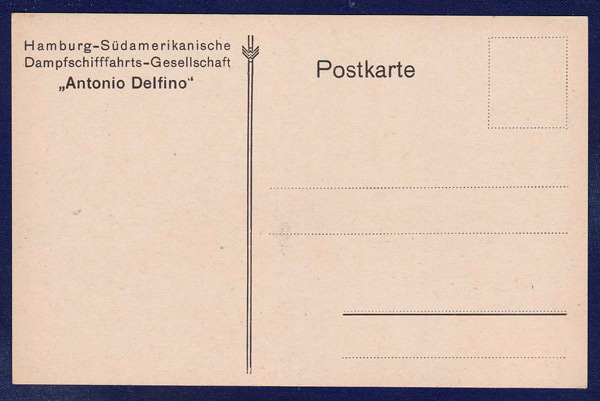 Hamburg-Südamerikanische
Dampfschifffahrts-Gesellschaft
„Antonio Delfino“
Postkarte